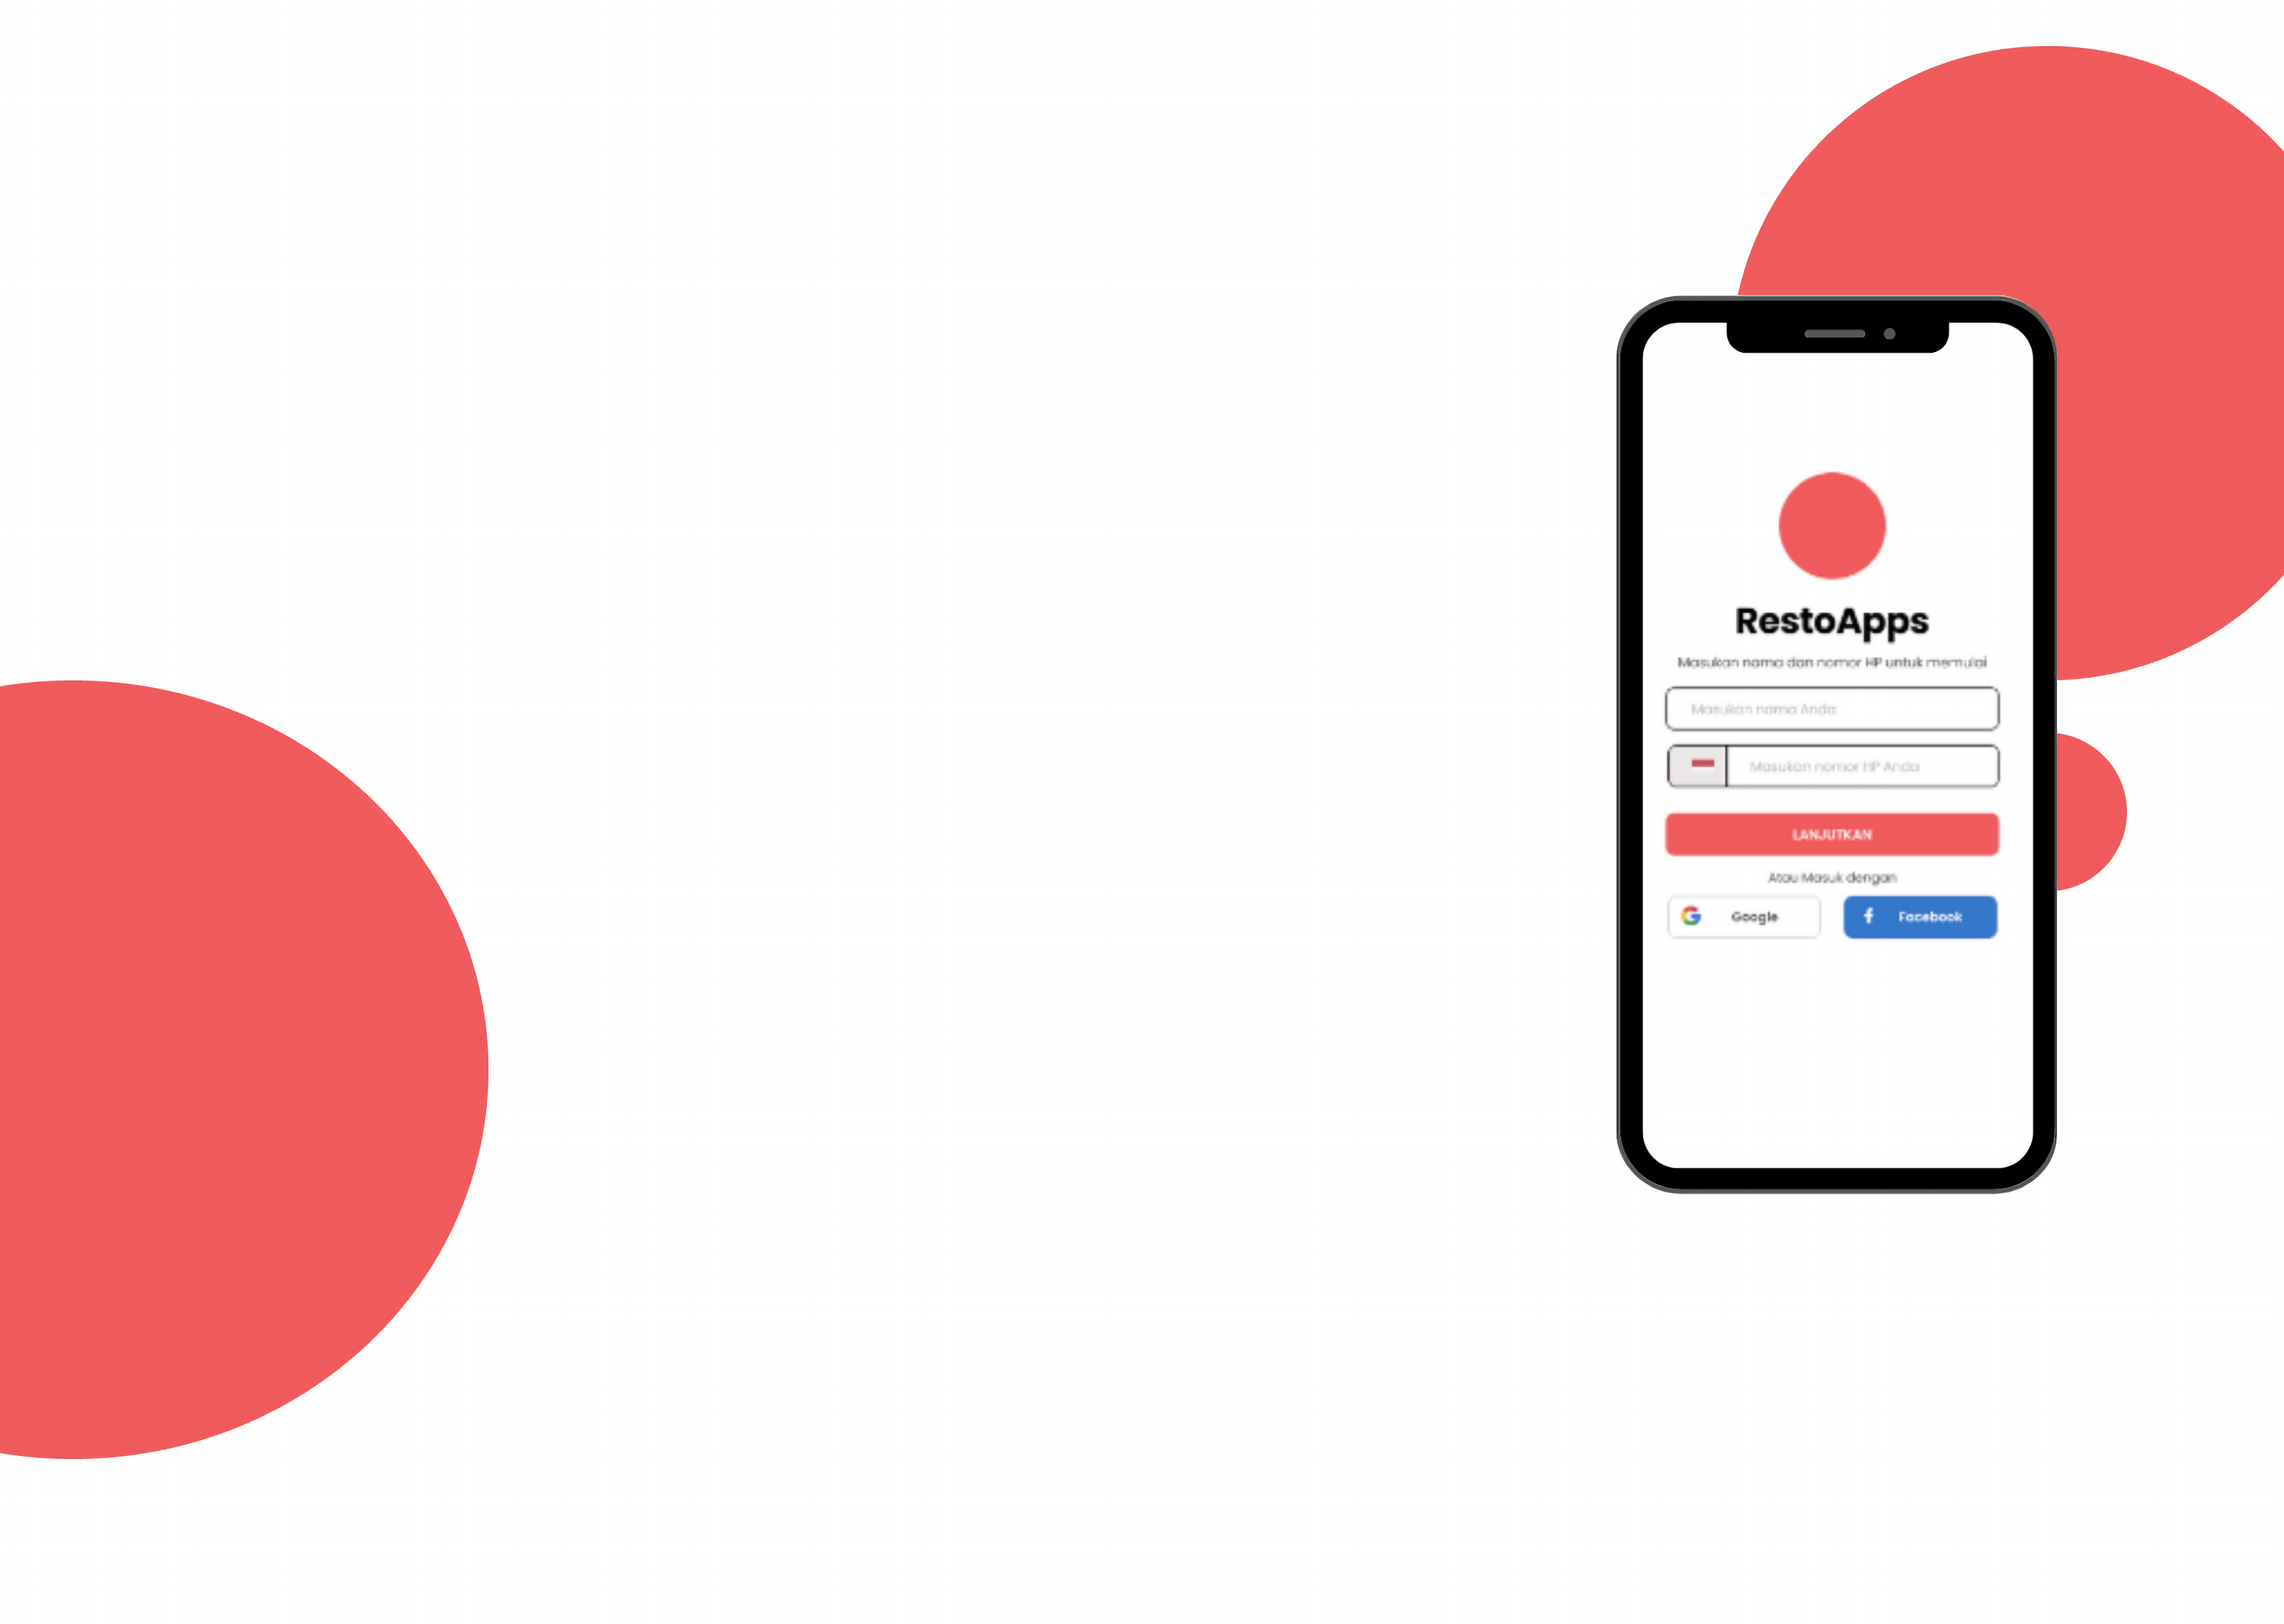 RestoApps
Masukan nama dan nomor HP untuk memulai
Masukan nama Anda
Masukan nomor HP Anda
LANJUTKAN
Atau Masuk dengan
Google
Facebook